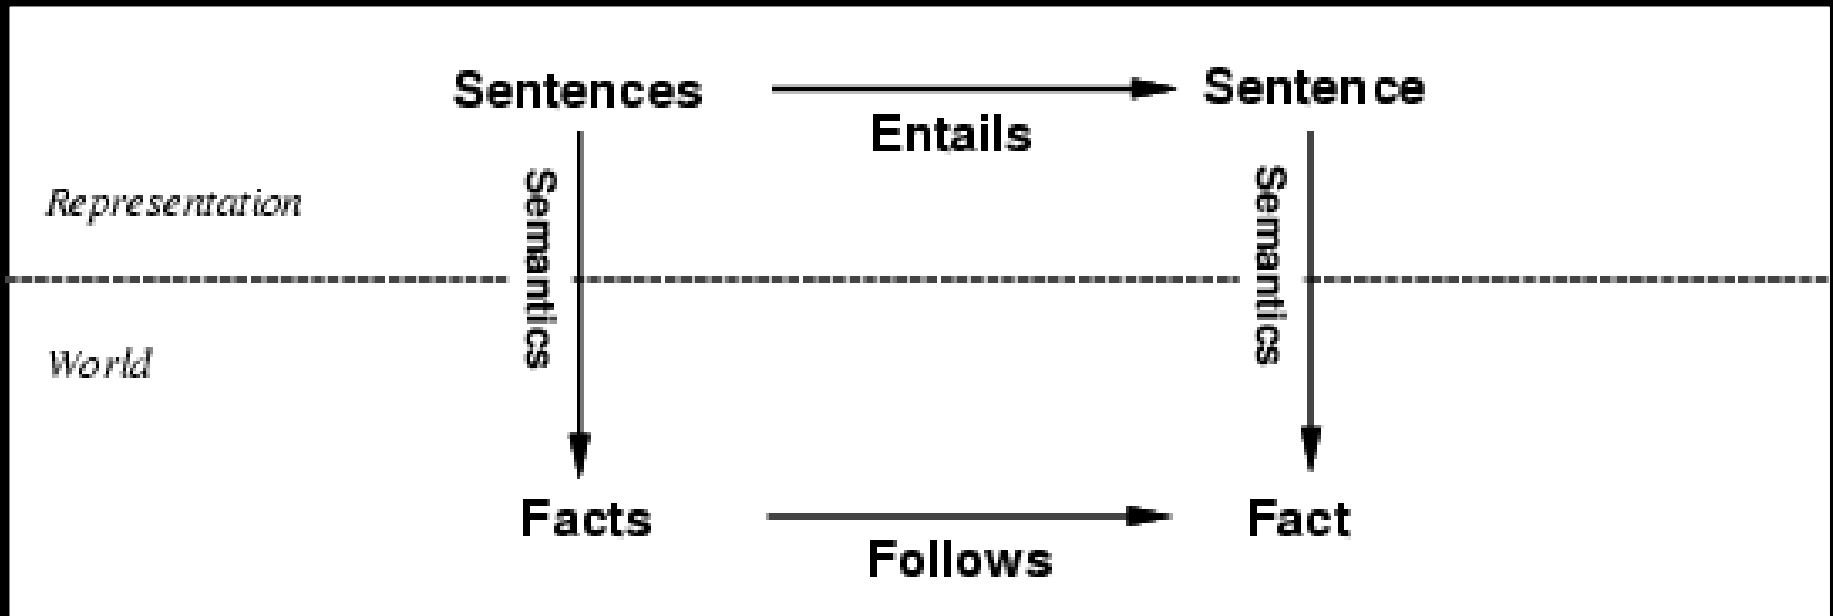 Sentences
Sentence
Entails
Semantics
Semantics
Representation
World
Facts
Fact
Follows